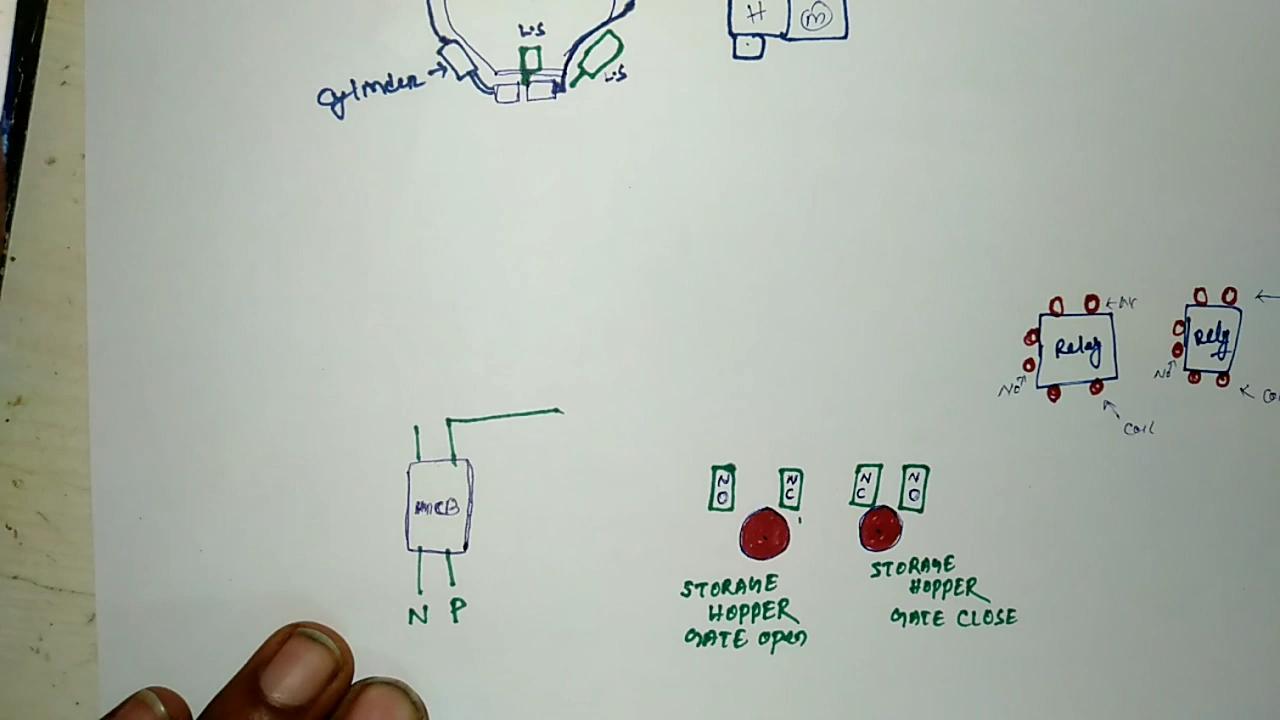 L.S
H M
cylinder
L.S
Relay
Rely
NO
NO
coil
MCB
N P
NO NC NC NO
STORAGE
HOPPER
GATE open
STORAGE
HOPPER
GATE CLOSE